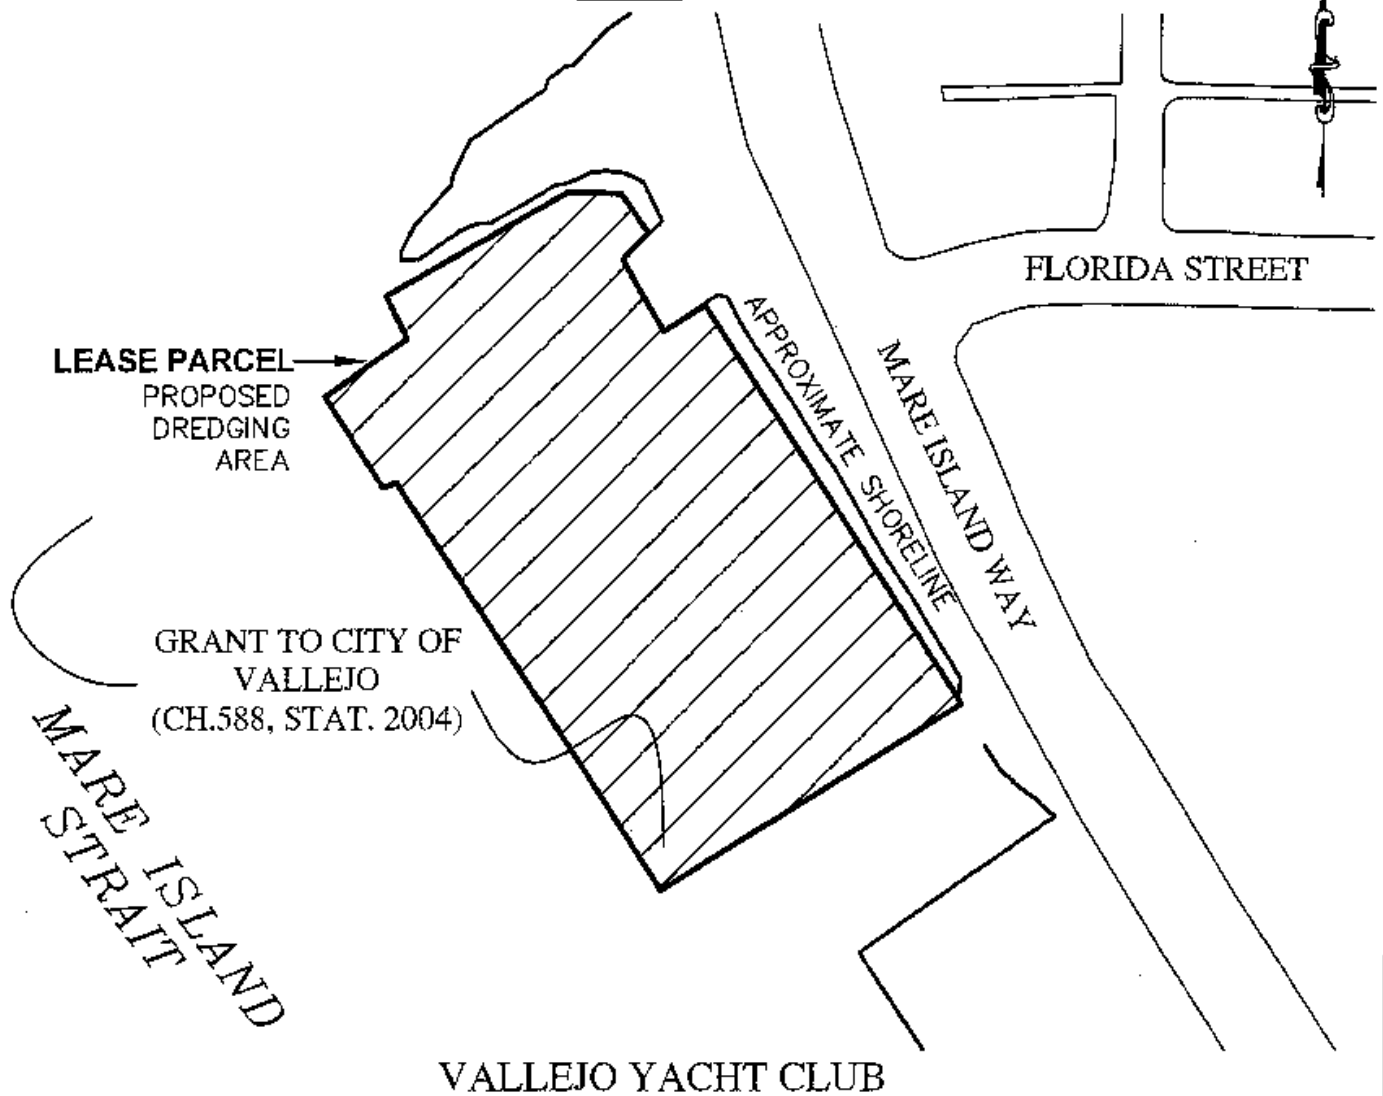 FLORIDA STREET
LEASE PARCEL
PROPOSED
DREDGING
AREA
APPROXIMATE SHORELINE
MARE ISLAND WAY
GRANT TO CITY OF
VALLEJO
(CH.588, STAT. 2004)
MARE ISLAND
STRAIT
VALLEJO YACHT CLUB